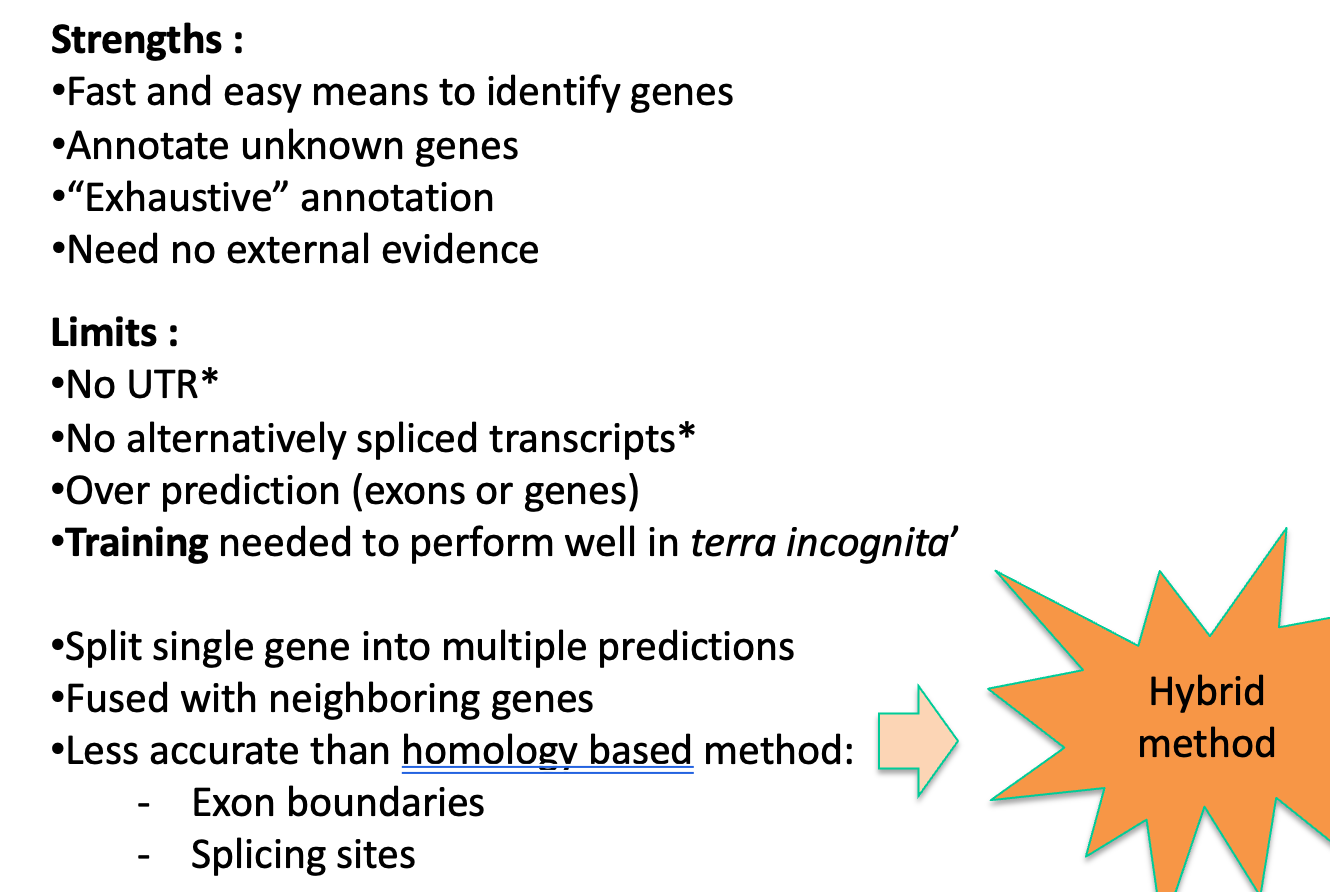 Strengths :
•Fast and easy means to identify genes
•Annotate unknown genes
•“Exhaustive” annotation
•Need no external evidence
Limits :
•No UTR*
•No alternatively spliced transcripts*
•Over prediction (exons or genes)
•Training needed to perform well in terra incognita’
•Split single gene into multiple predictions
•Fused with neighboring genes
•Less accurate than homology based method:
- Exon boundaries
- Splicing sites
Hybrid
method